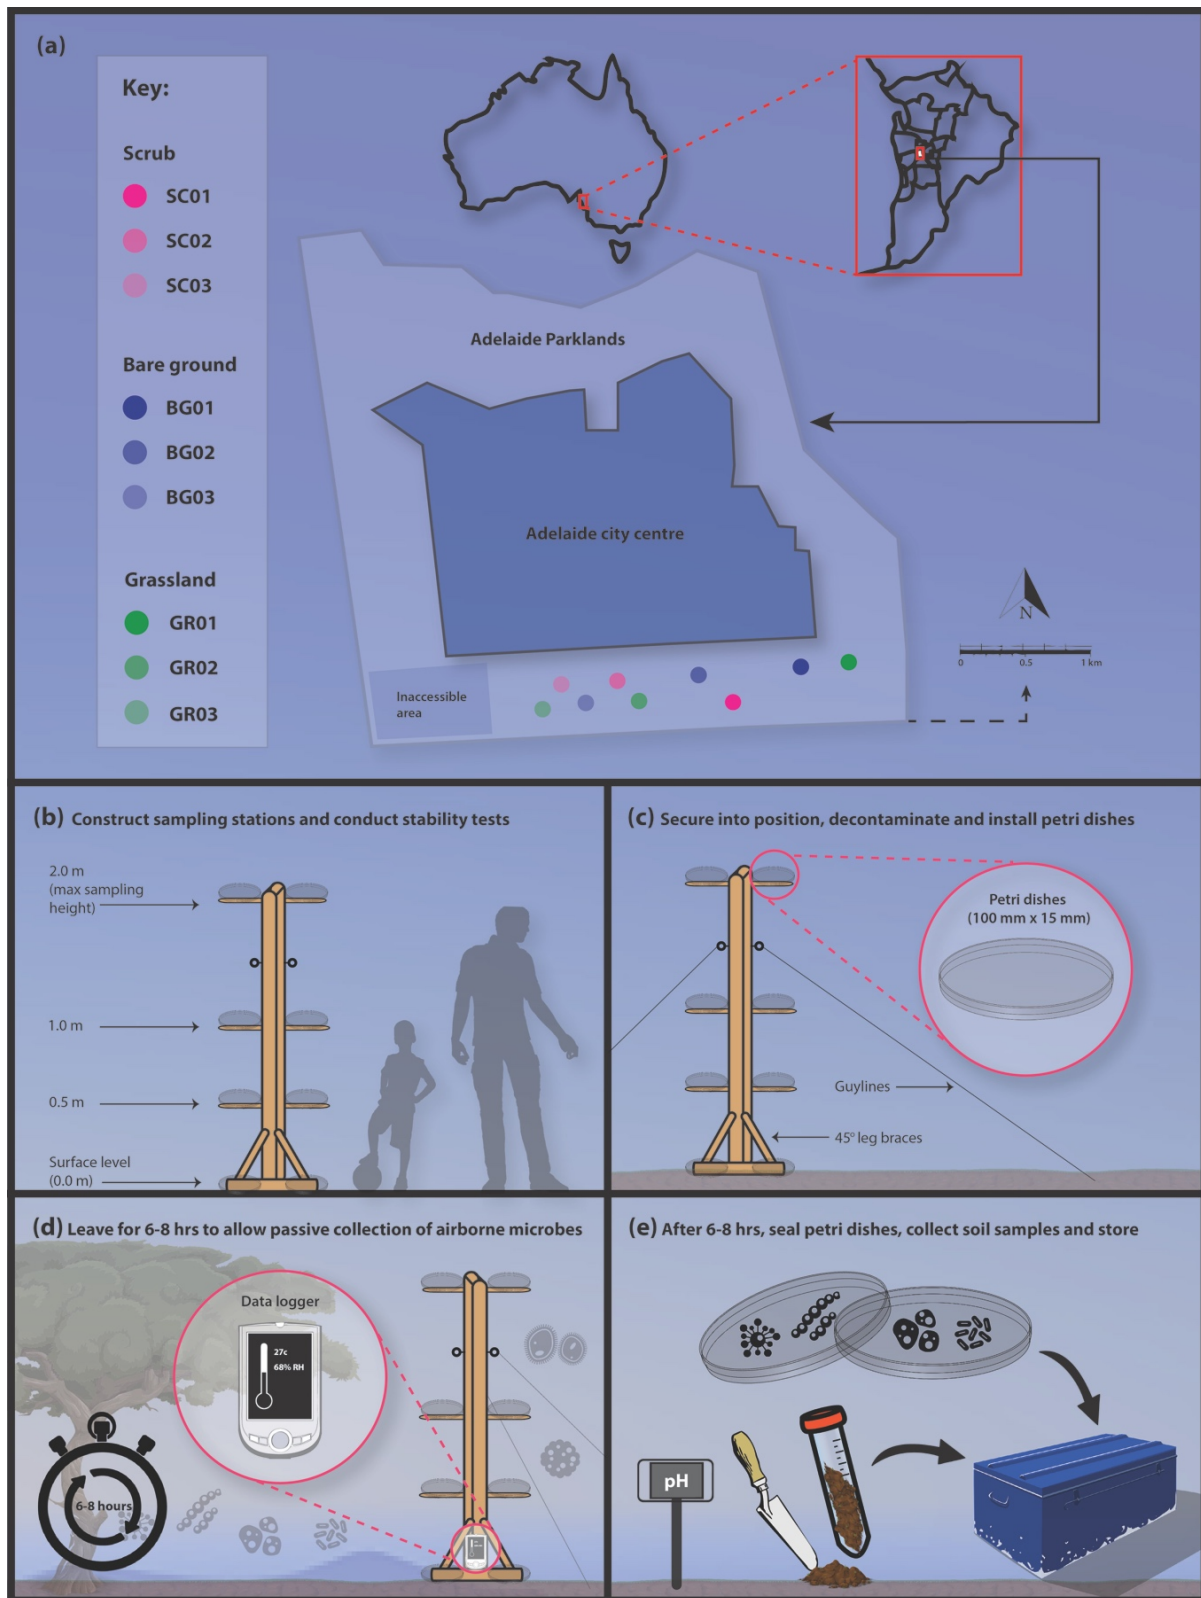 (a)
Key:
Scrub
SC01
SC02
SC03
Bare ground
BG01
BG02
BG03
Grassland
GR01
GR02
GR03
Adelaide Parklands
Adelaide city centre
Inaccessible
area
N
0 0.5 1 km
(b) Construct sampling stations and conduct stability tests
2.0 m
(max sampling
height)
1.0 m
0.5 m
Surface level
(0.0 m)
(c) Secure into position, decontaminate and install petri dishes
Petri dishes
(100 mm x 15 mm)
Guylines
45° leg braces
(d) Leave for 6-8 hrs to allow passive collection of airborne microbes
Data logger
27c
68% RH
6-8 hours
(e) After 6-8 hrs, seal petri dishes, collect soil samples and store
pH